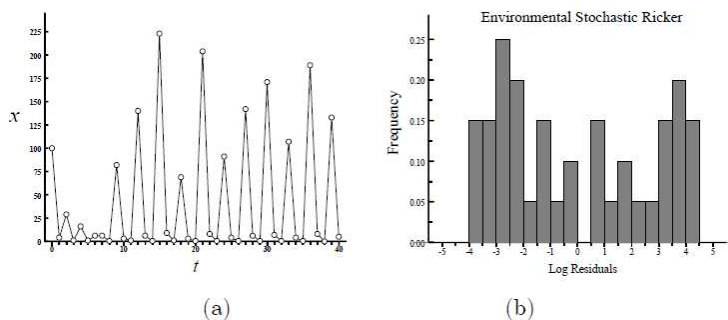 Environmental Stochastic Ricker
225
200
175
150
125
100
75
50
25
0
x
0 10 20 30 40
t
(a)
0.25
0.20
0.15
0.10
0.05
0.00
Frequency
-5 -4 -3 -2 -1 0 1 2 3 4 5
Log Residuals
(b)